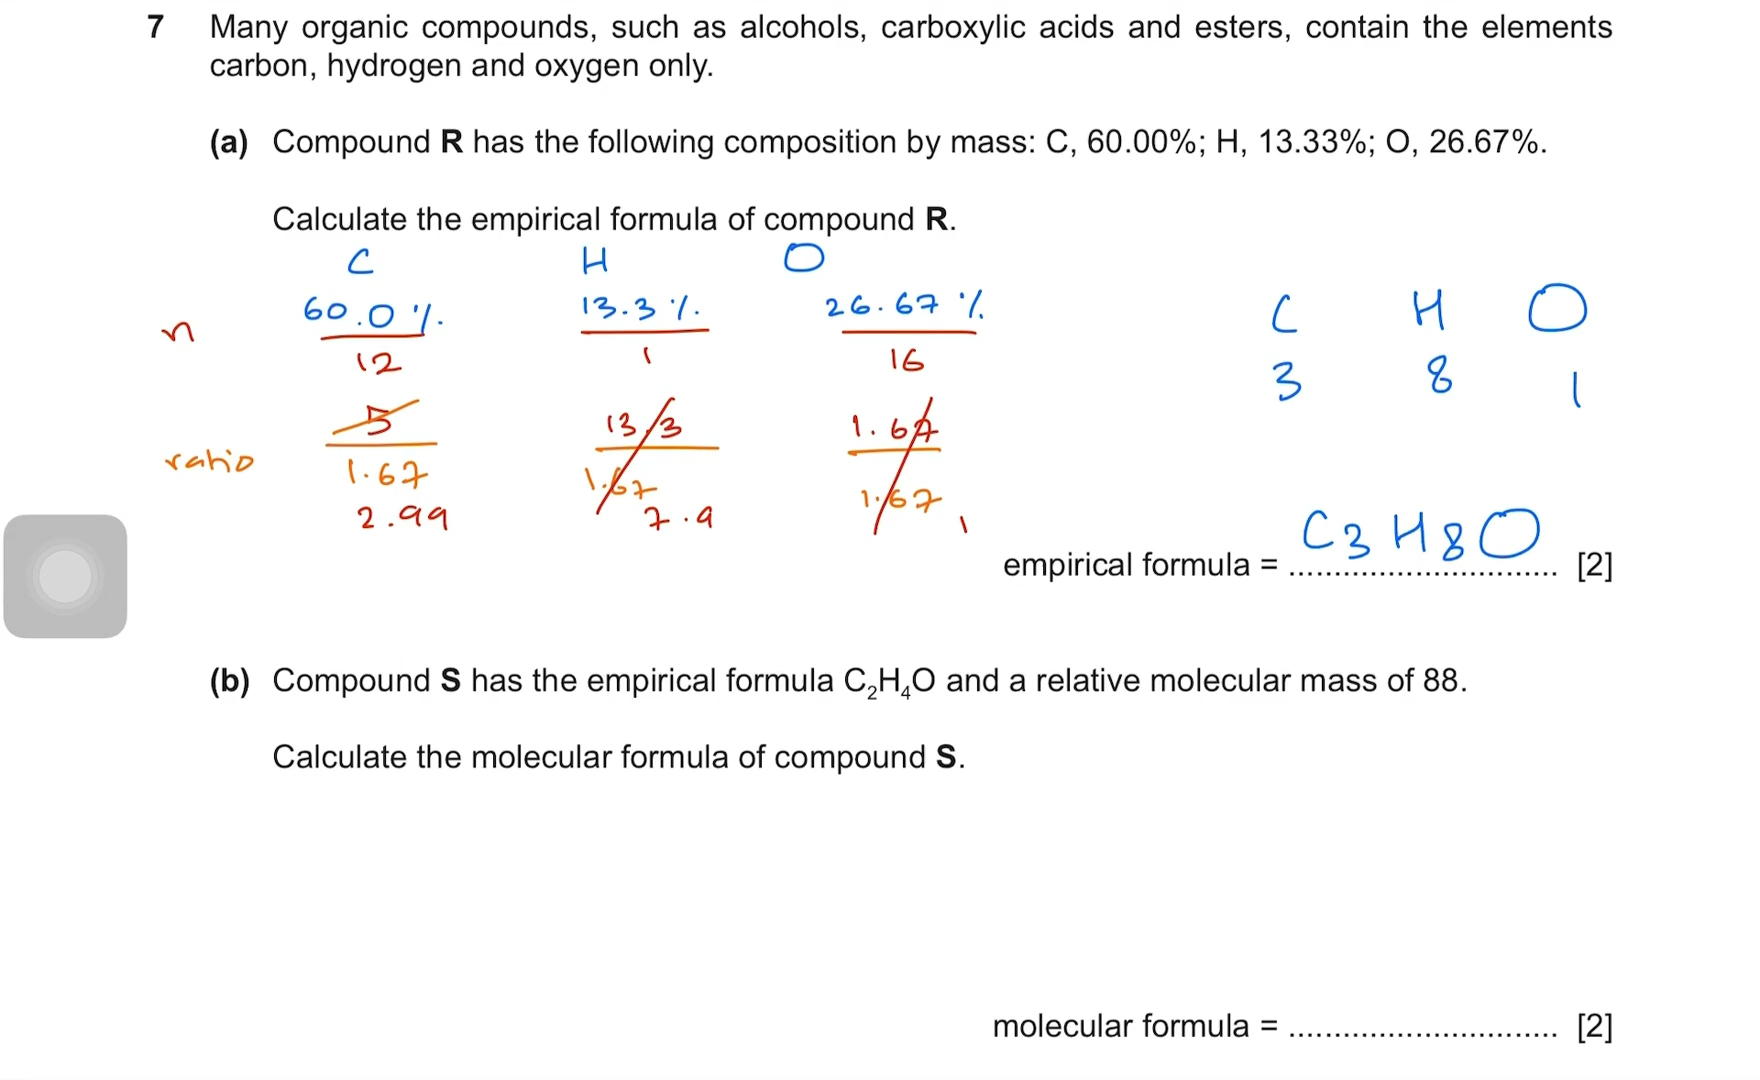 7 Many organic compounds, such as alcohols, carboxylic acids and esters, contain the elements
carbon, hydrogen and oxygen only.
(a) Compound R has the following composition by mass: C, 60.00%; H, 13.33%; O, 26.67%.
Calculate the empirical formula of compound R.
C H O
n 60.0 % 13.3 % 26.67 %
12 1 16
C H O
3 8 1
ratio 5 13.3 1.67
1.67 1.67 1.67
2.99 7.9 1
empirical formula = C3H8O [2]
(b) Compound S has the empirical formula C₂H₄O and a relative molecular mass of 88.
Calculate the molecular formula of compound S.
molecular formula = .............................. [2]